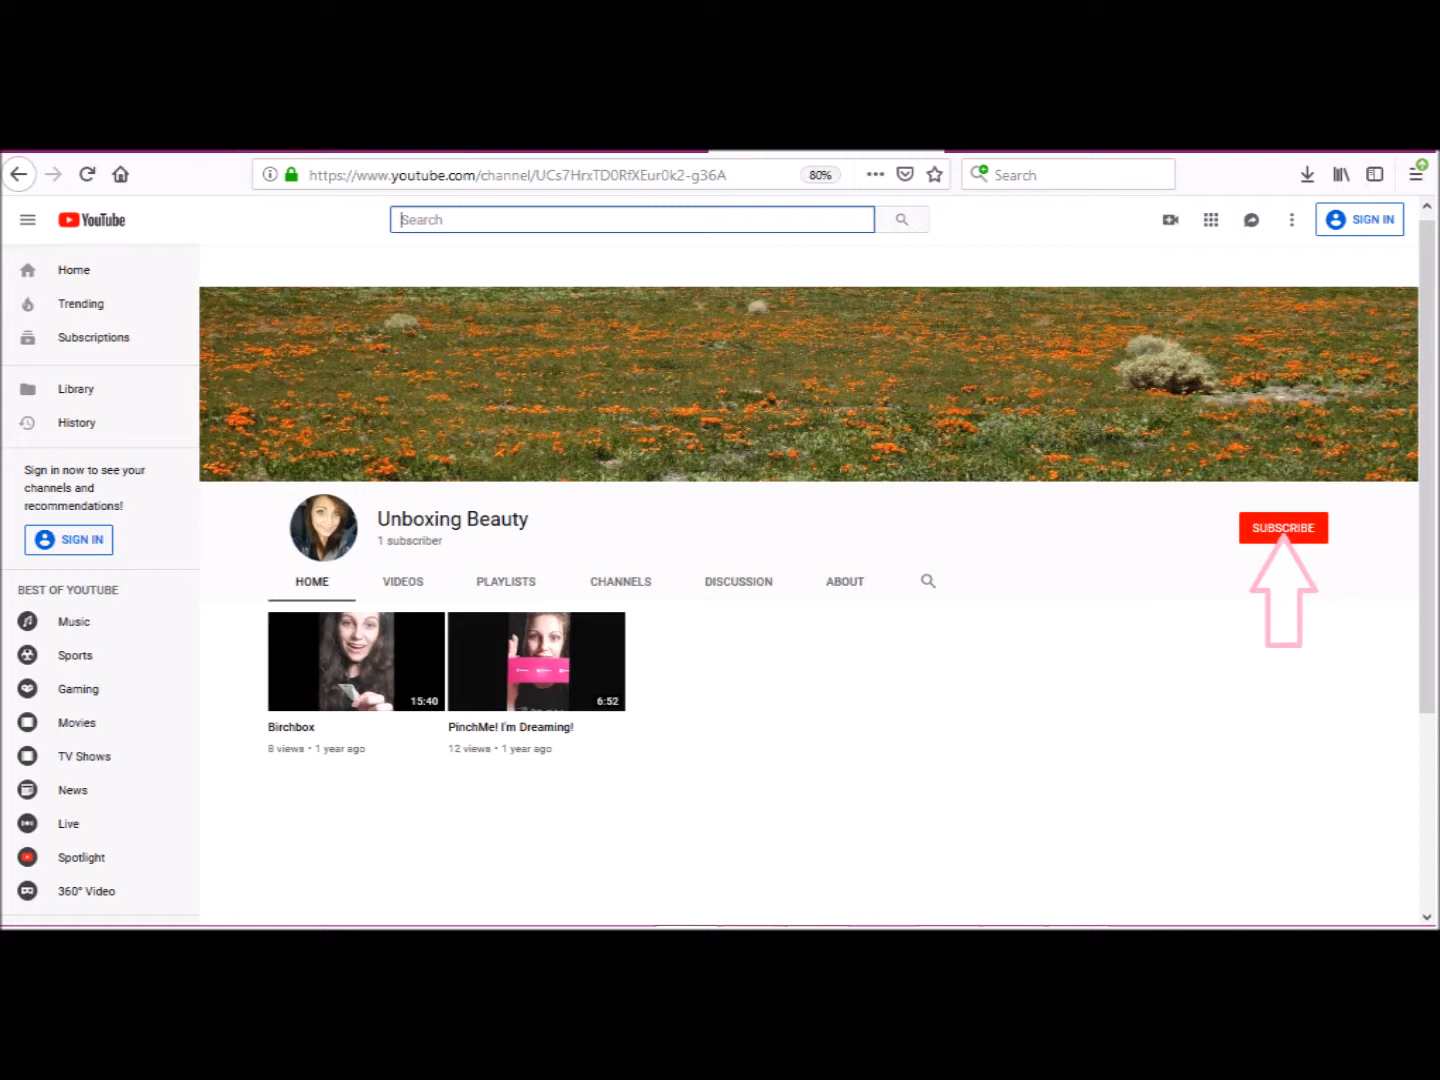 https://www.youtube.com/channel/UCs7HrxTD0RfXEur0k2-g36A
80%
Search
YouTube
Search
SIGN IN
Home
Trending
Subscriptions
Library
History
Sign in now to see your
channels and
recommendations!
SIGN IN
BEST OF YOUTUBE
Music
Sports
Gaming
Movies
TV Shows
News
Live
Spotlight
360° Video
Unboxing Beauty
1 subscriber
SUBSCRIBE
HOME VIDEOS PLAYLISTS CHANNELS DISCUSSION ABOUT
15:40
6:52
Birchbox
8 views • 1 year ago
PinchMe! I'm Dreaming!
12 views • 1 year ago